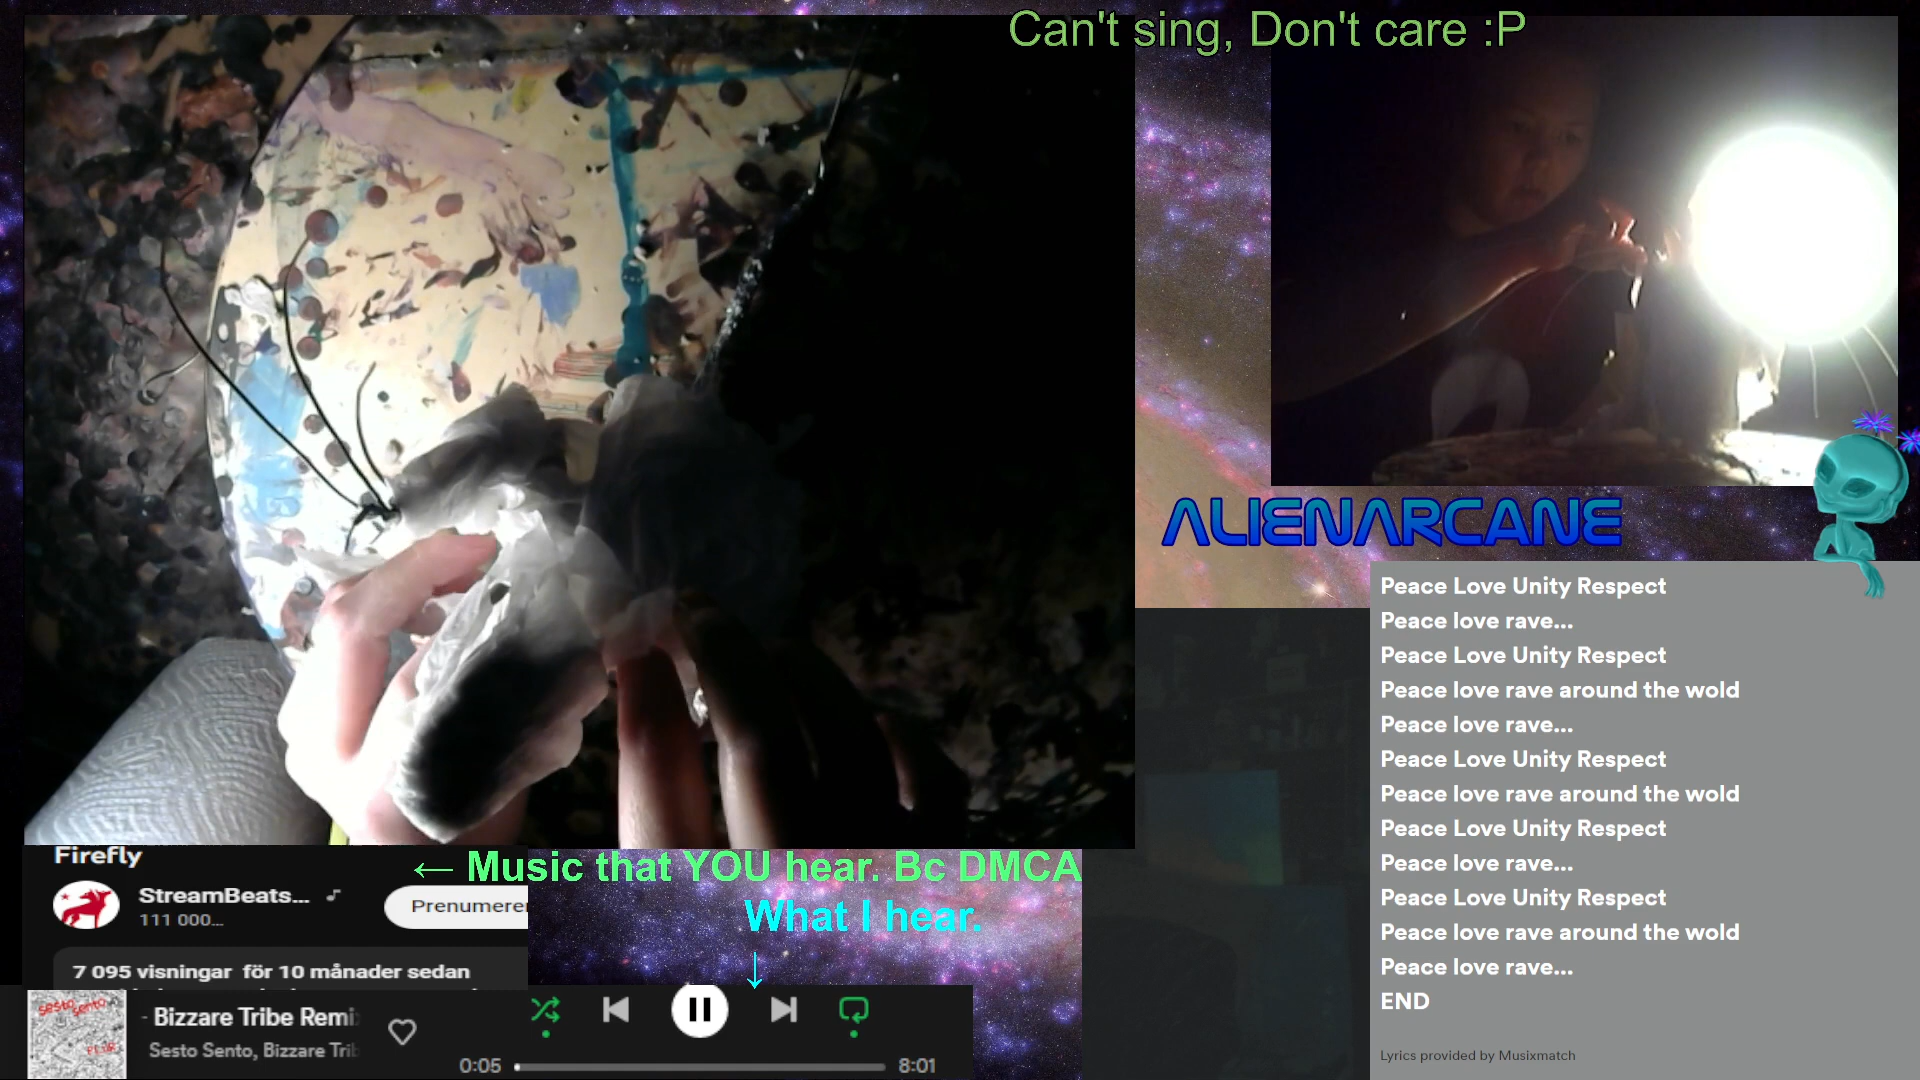 Can't sing, Don't care :P
ALIENARCANE
Peace Love Unity Respect
Peace love rave...
Peace Love Unity Respect
Peace love rave around the wold
Peace love rave...
Peace Love Unity Respect
Peace love rave around the wold
Peace Love Unity Respect
Peace love rave...
Peace Love Unity Respect
Peace love rave around the wold
Peace love rave...
END
Lyrics provided by Musixmatch
Firefly
← Music that YOU hear. Bc DMCA
StreamBeats...
111 000...
Prenumerer
What I hear.
↓
7 095 visningar för 10 månader sedan
sesto sento
- Bizzare Tribe Remi
Sesto Sento, Bizzare Trib
0:05
8:01